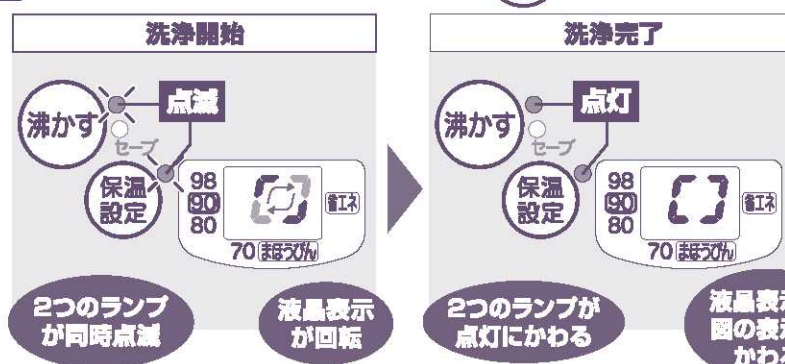 洗浄開始
沸かす
点滅
セーブ
保温
設定
98
90
80
70 まほうびん
省エネ
2つのランプ
が同時点滅
液晶表示
が回転
洗浄完了
沸かす
点灯
セーブ
保温
設定
98
90
80
70 まほうびん
省エネ
2つのランプが
点灯にかわる
液晶表示
図の表示
かわる